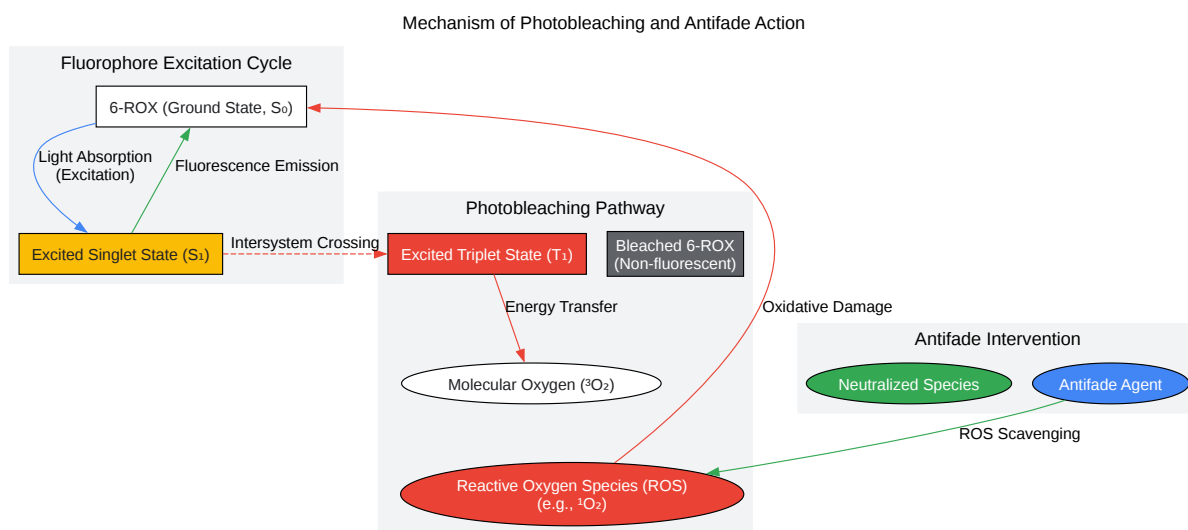 Mechanism of Photobleaching and Antifade Action
Fluorophore Excitation Cycle
6-ROX (Ground State, S₀)
Light Absorption
(Excitation)
Fluorescence Emission
Excited Singlet State (S₁)
Intersystem Crossing
Photobleaching Pathway
Excited Triplet State (T₁)
Bleached 6-ROX
(Non-fluorescent)
Energy Transfer
Oxidative Damage
Molecular Oxygen (³O₂)
Antifade Intervention
Neutralized Species
Antifade Agent
ROS Scavenging
Reactive Oxygen Species (ROS)
(e.g., ¹O₂)